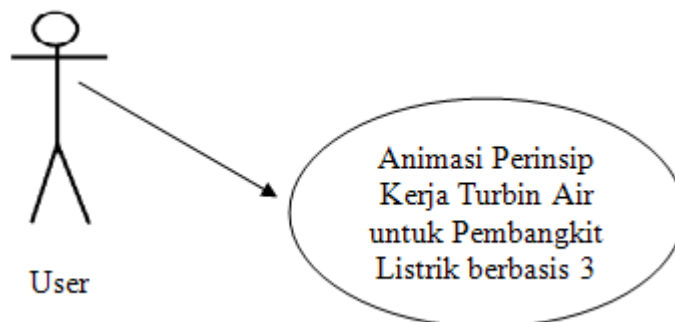 Animasi Perinsip
Kerja Turbin Air
untuk Pembangkit
Listrik berbasis 3
User